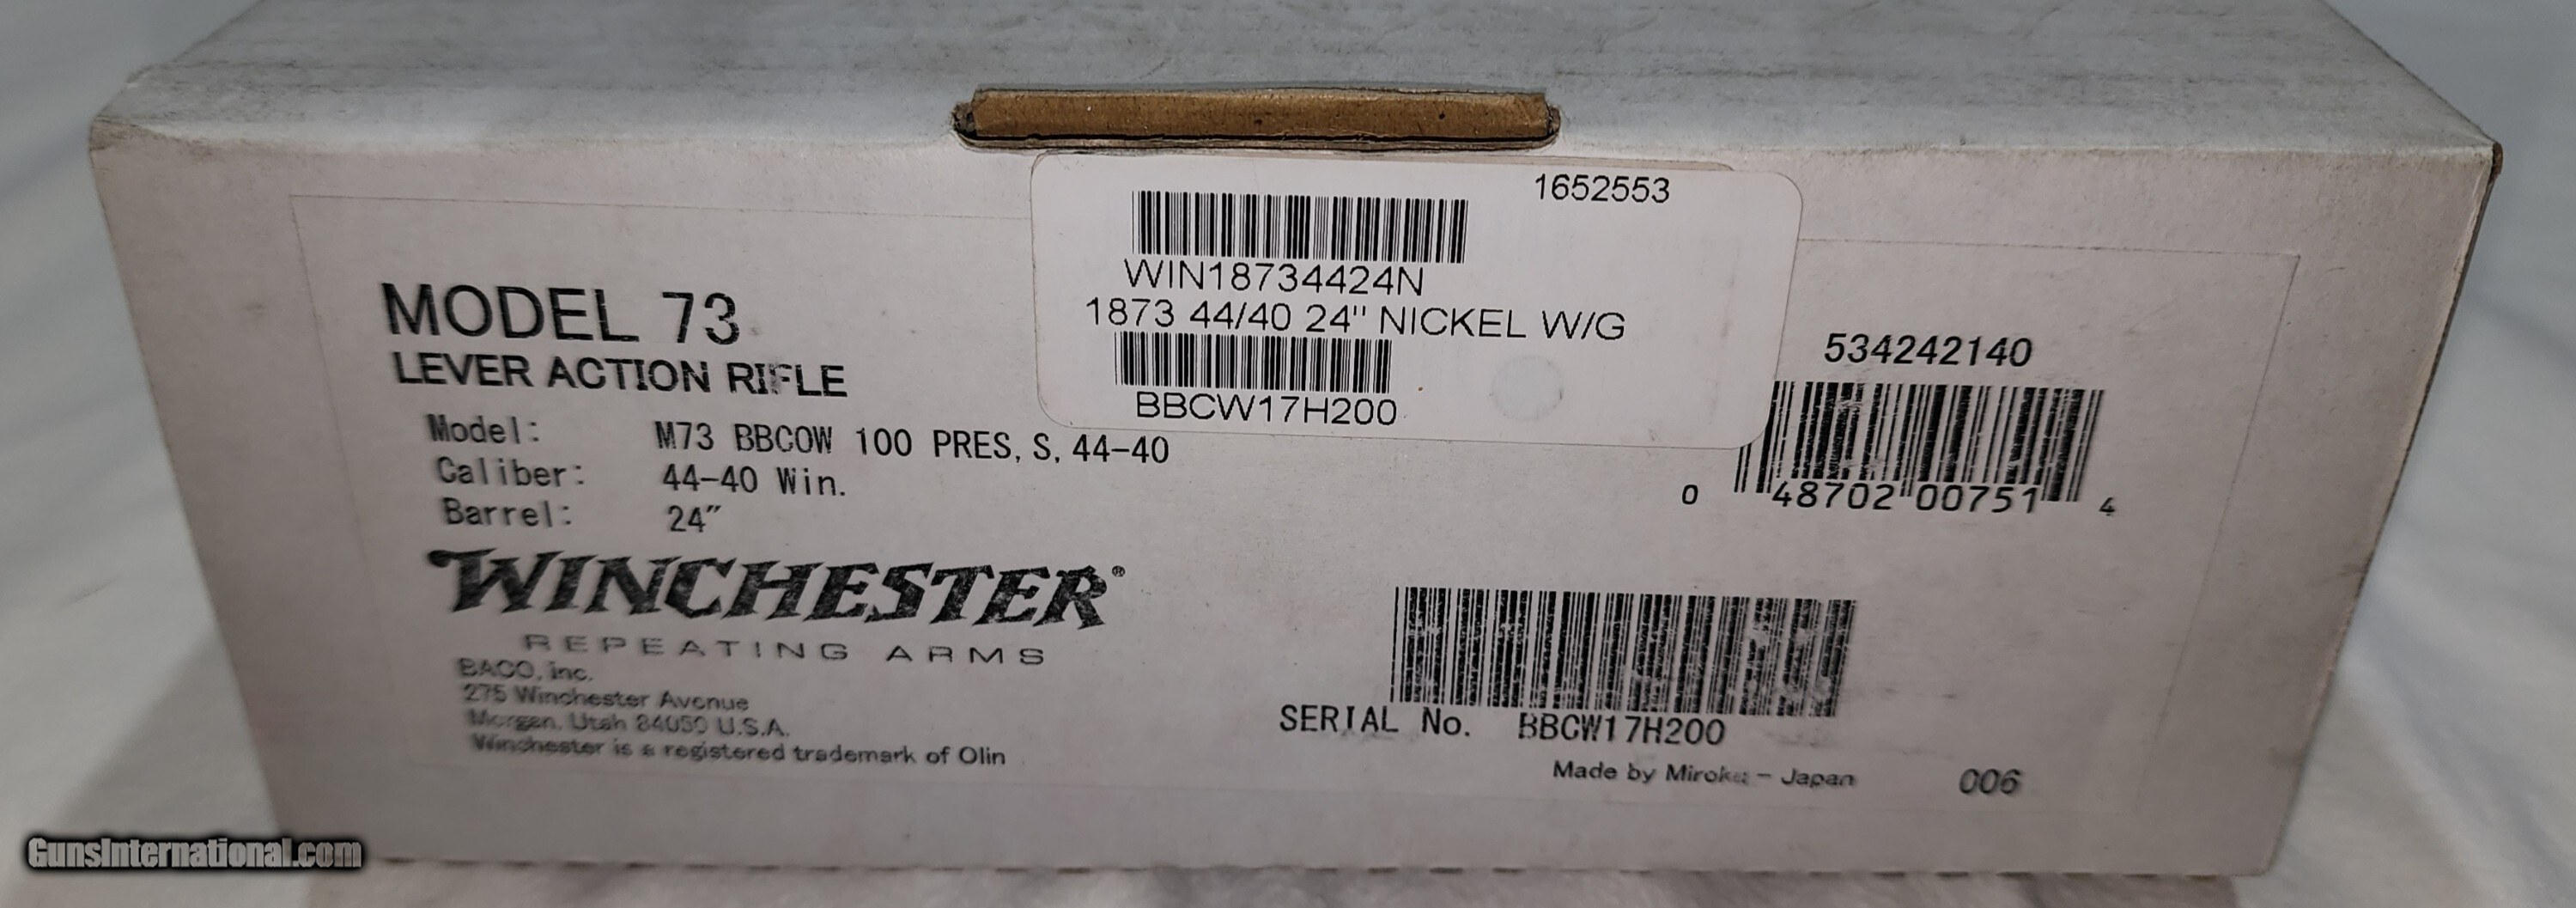 1652553
WIN18734424N
1873 44/40 24" NICKEL W/G
BBCW17H200
MODEL 73
LEVER ACTION RIFLE
Model: M73 BBCOW 100 PRES, S, 44-40
Caliber: 44-40 Win.
Barrel: 24"
534242140
0 48702 00751 4
WINCHESTER®
REPEATING ARMS
BACO, Inc.
275 Winchester Avenue
Morgan, Utah 84050 U.S.A.
Winchester is a registered trademark of Olin
SERIAL No. BBCW17H200
Made by Miroku - Japan 006
GunsInternational.com